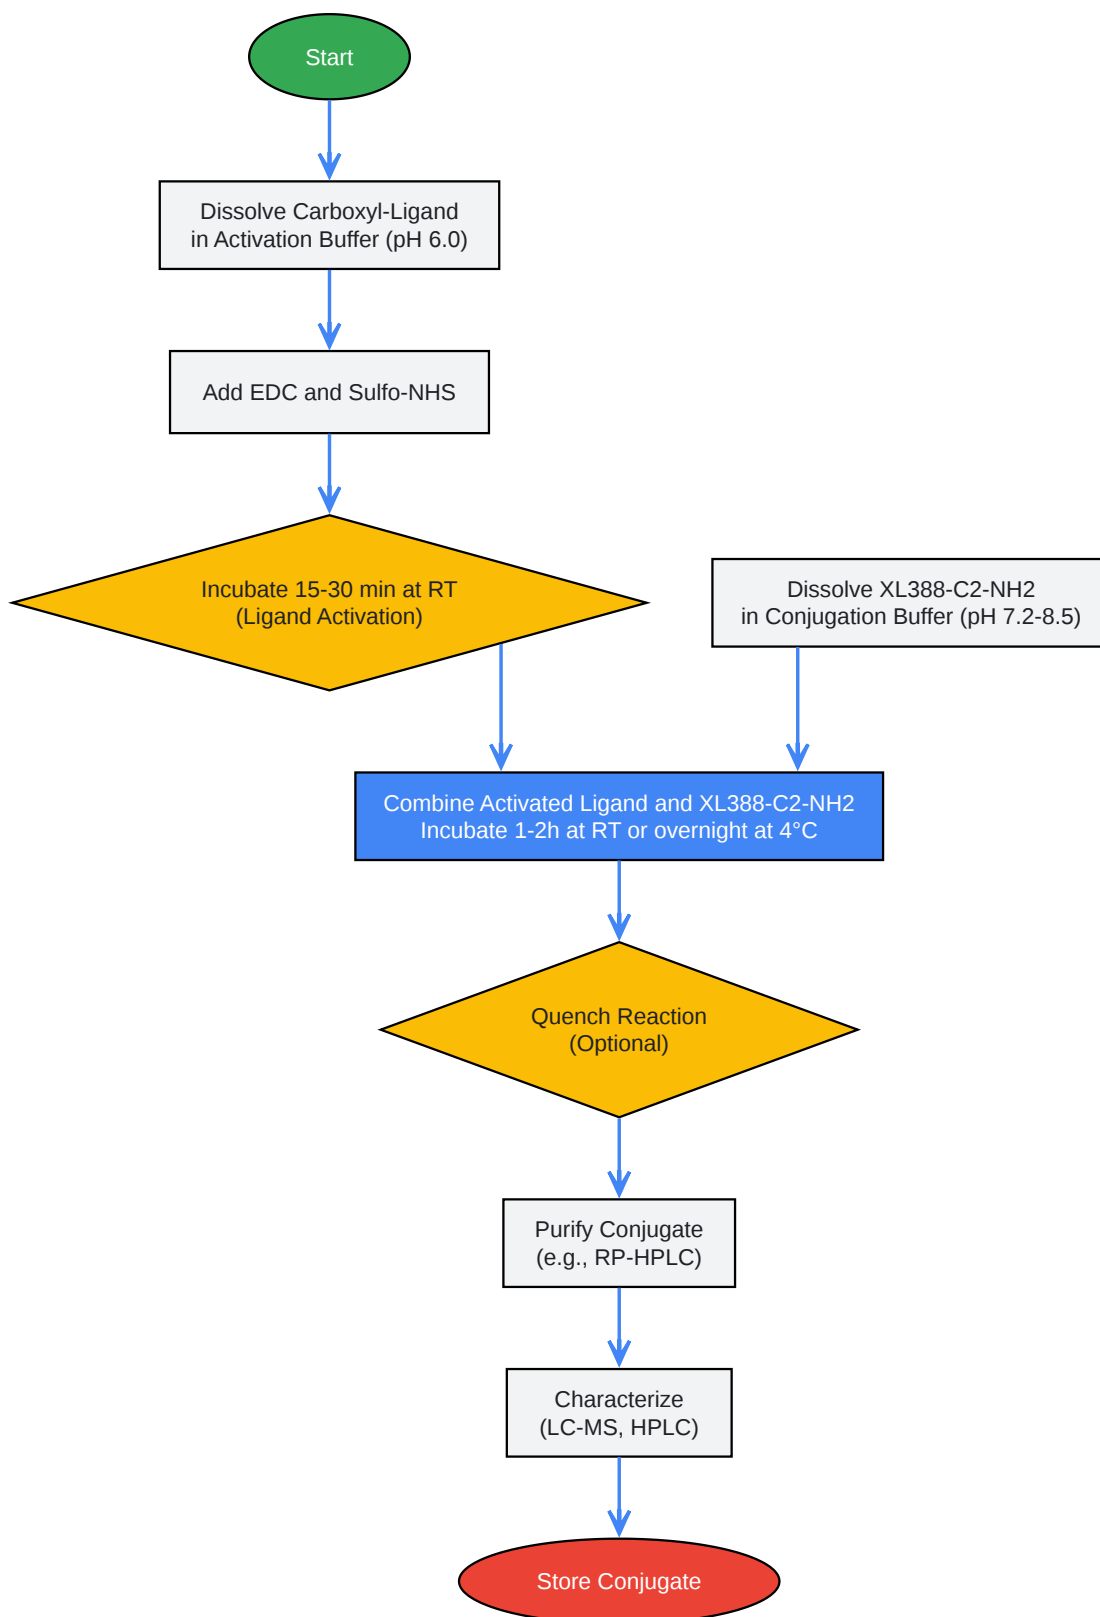 Start
Dissolve Carboxyl-Ligand
in Activation Buffer (pH 6.0)
Add EDC and Sulfo-NHS
Incubate 15-30 min at RT
(Ligand Activation)
Dissolve XL388-C2-NH2
in Conjugation Buffer (pH 7.2-8.5)
Combine Activated Ligand and XL388-C2-NH2
Incubate 1-2h at RT or overnight at 4°C
Quench Reaction
(Optional)
Purify Conjugate
(e.g., RP-HPLC)
Characterize
(LC-MS, HPLC)
Store Conjugate